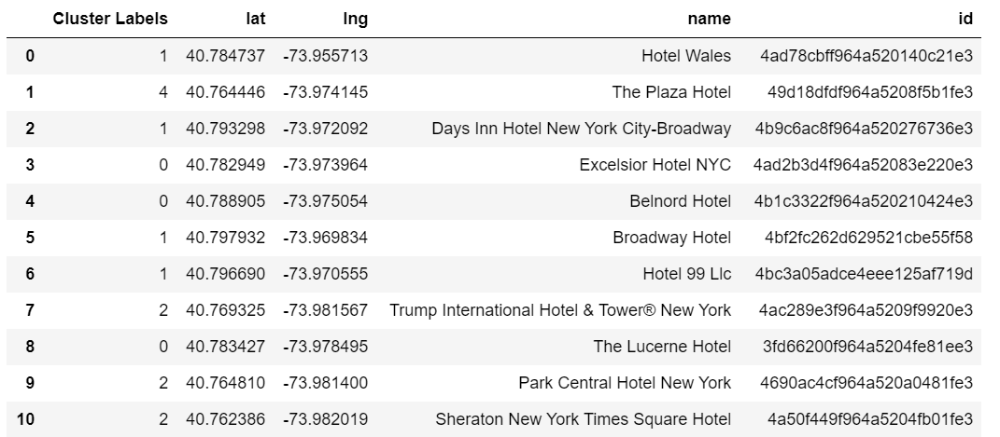 Cluster Labels lat lng name id
0 1 40.784737 -73.955713 Hotel Wales 4ad78cbff964a520140c21e3
1 4 40.764446 -73.974145 The Plaza Hotel 49d18dfdf964a5208f5b1fe3
2 1 40.793298 -73.972092 Days Inn Hotel New York City-Broadway 4b9c6ac8f964a520276736e3
3 0 40.782949 -73.973964 Excelsior Hotel NYC 4ad2b3d4f964a52083e220e3
4 0 40.788905 -73.975054 Belnord Hotel 4b1c3322f964a520210424e3
5 1 40.797932 -73.969834 Broadway Hotel 4bf2fc262d629521cbe55f58
6 1 40.796690 -73.970555 Hotel 99 Llc 4bc3a05adce4eee125af719d
7 2 40.769325 -73.981567 Trump International Hotel & Tower® New York 4ac289e3f964a5209f9920e3
8 0 40.783427 -73.978495 The Lucerne Hotel 3fd66200f964a5204fe81ee3
9 2 40.764810 -73.981400 Park Central Hotel New York 4690ac4cf964a520a0481fe3
10 2 40.762386 -73.982019 Sheraton New York Times Square Hotel 4a50f449f964a5204fb01fe3